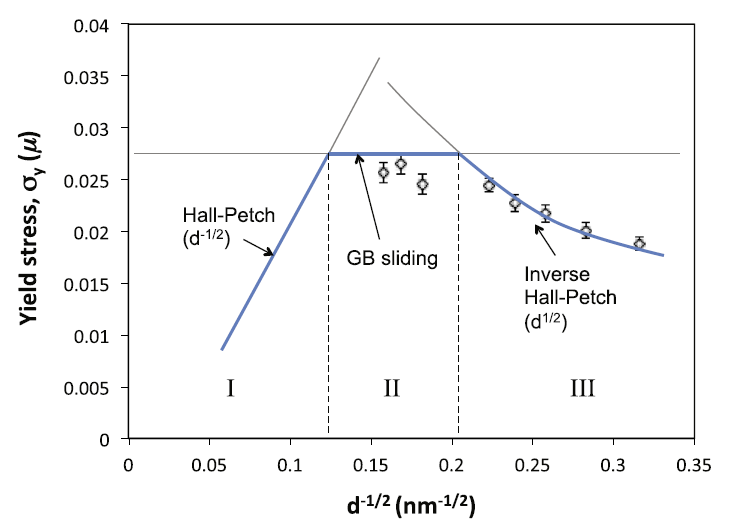 0.04
0.035
0.03
0.025
0.02
0.015
0.01
0.005
0
Yield stress, σy (μ)
Hall-Petch
(d-1/2)
GB sliding
Inverse
Hall-Petch
(d1/2)
I
II
III
0
0.05
0.1
0.15
0.2
0.25
0.3
0.35
d-1/2 (nm-1/2)